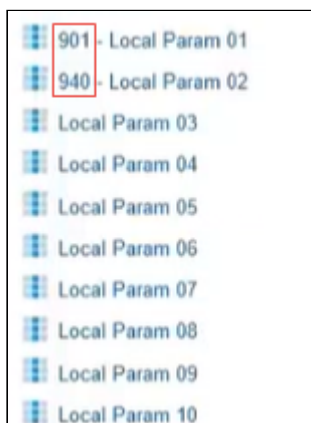 901 - Local Param 01
940 - Local Param 02
Local Param 03
Local Param 04
Local Param 05
Local Param 06
Local Param 07
Local Param 08
Local Param 09
Local Param 10